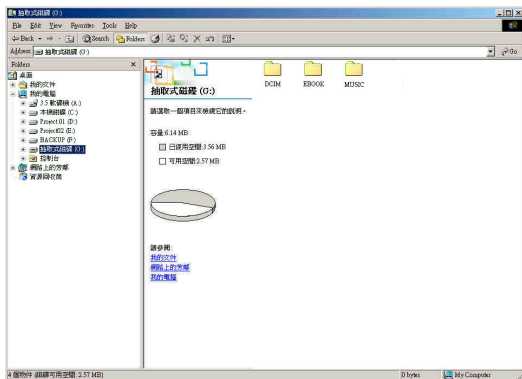 抽取式磁碟 (G:)
File Edit View Favorites Tools Help
Back Search Folders
Address 抽取式磁碟 (G:) Go
Folders
桌面
我的文件
我的電腦
3.5 軟碟機 (A:)
本機磁碟 (C:)
Project 01 (D:)
Project02 (E:)
BACKUP (F:)
抽取式磁碟 (G:)
控制台
網路上的芳鄰
資源回收筒
抽取式磁碟 (G:)
請選取一個項目來檢視它的說明。
容量:6.14 MB
已使用空間:3.56 MB
可用空間:2.57 MB
請參閱:
我的文件
網路上的芳鄰
我的電腦
DCIM EBOOK MUSIC
4 個物件 (磁碟可用空間: 2.57 MB) 0 bytes My Computer